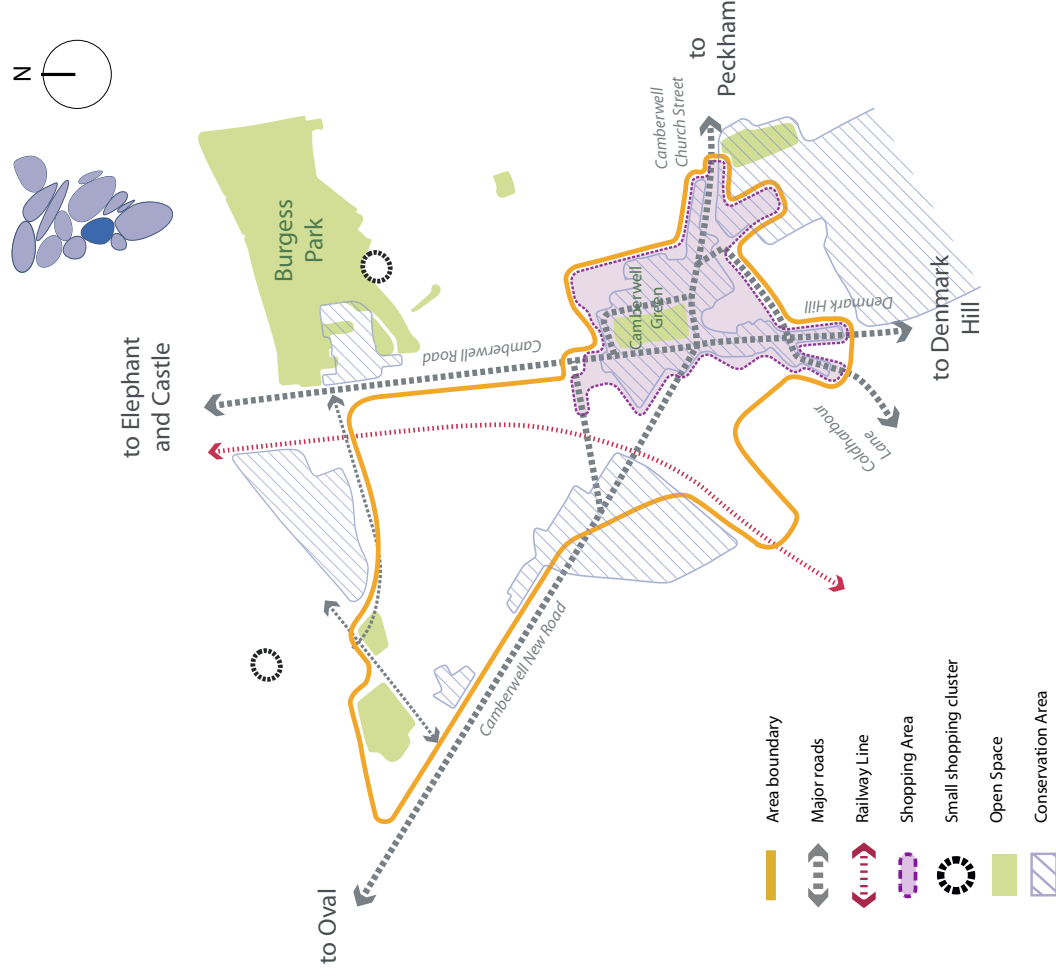 N
to
Peckham
Camberwell
Church Street
Burgess
Park
to Elephant
and Castle
Camberwell Road
Camberwell
Green
Denmark Hill
to Denmark
Hill
Coldharbour
Lane
Camberwell New Road
to Oval
Area boundary
Major roads
Railway Line
Shopping Area
Small shopping cluster
Open Space
Conservation Area